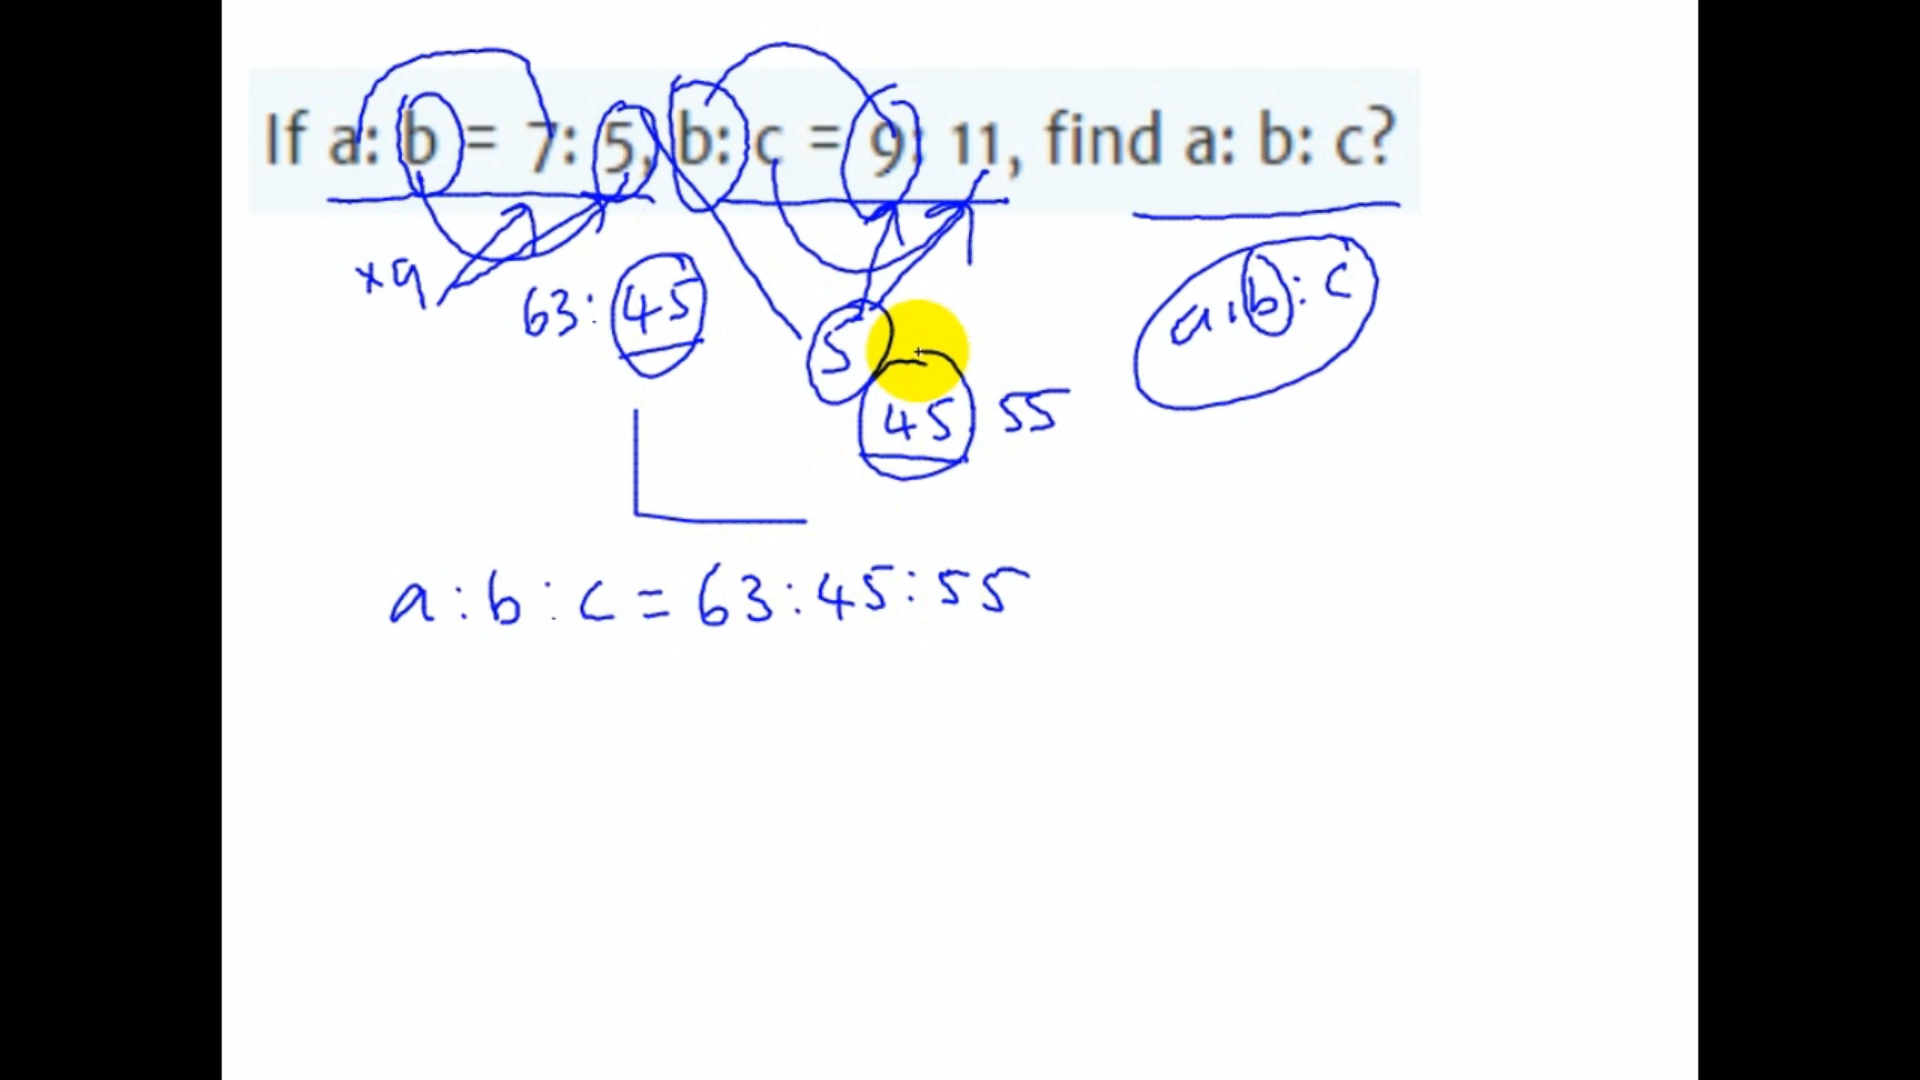 If a: b = 7: 5, b: c = 9: 11, find a: b: c?
×9
63:45
a:b:c
5
45 55
a:b:c=63:45:55